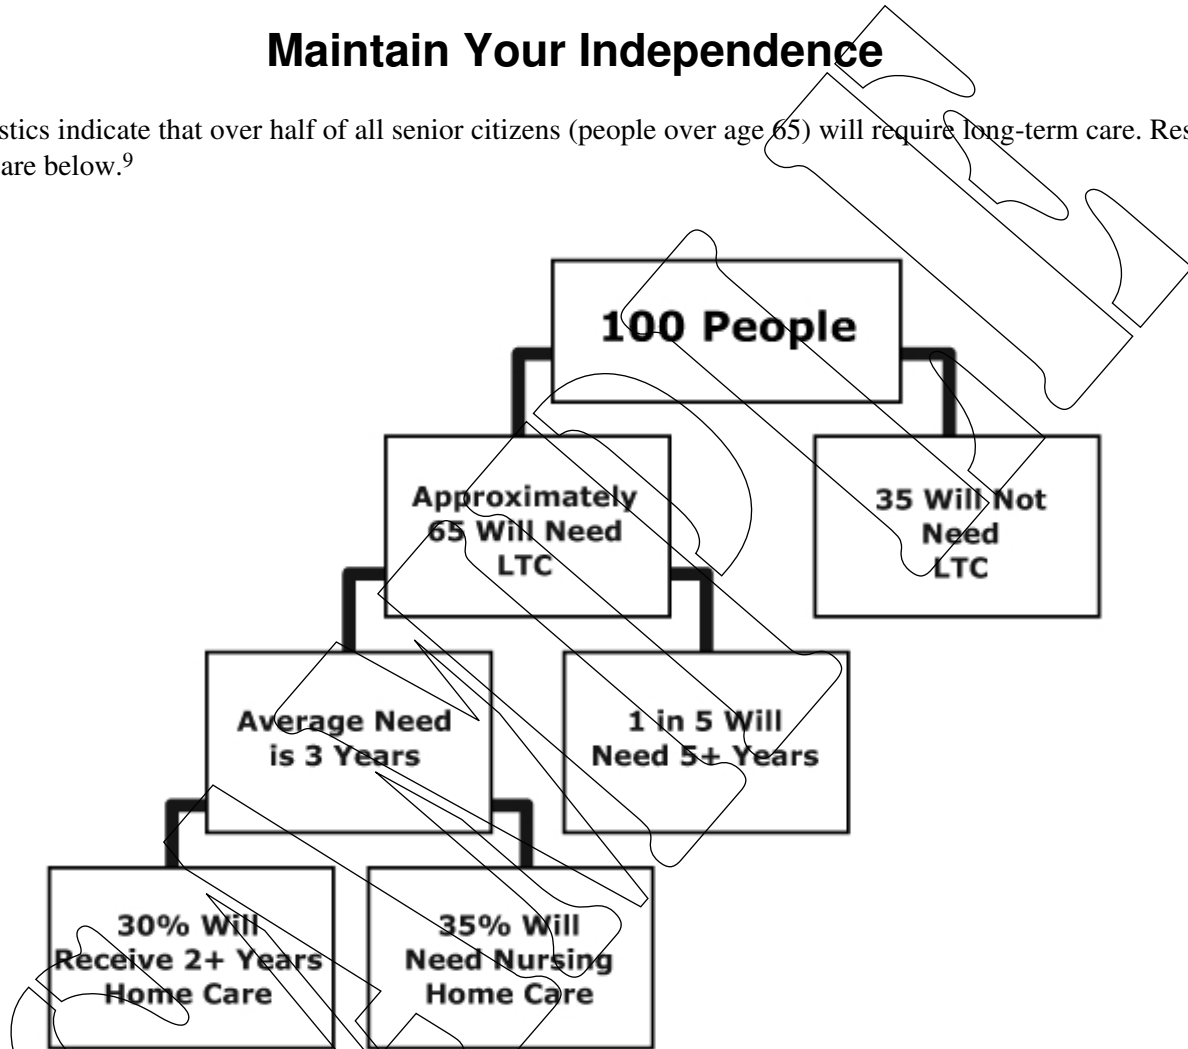 Maintain Your Independence
stics indicate that over half of all senior citizens (people over age 65) will require long-term care. Res
are below.9
100 People
Approximately
65 Will Need
LTC
35 Will Not
Need
LTC
Average Need
is 3 Years
1 in 5 Will
Need 5+ Years
30% Will
Receive 2+ Years
Home Care
35% Will
Need Nursing
Home Care